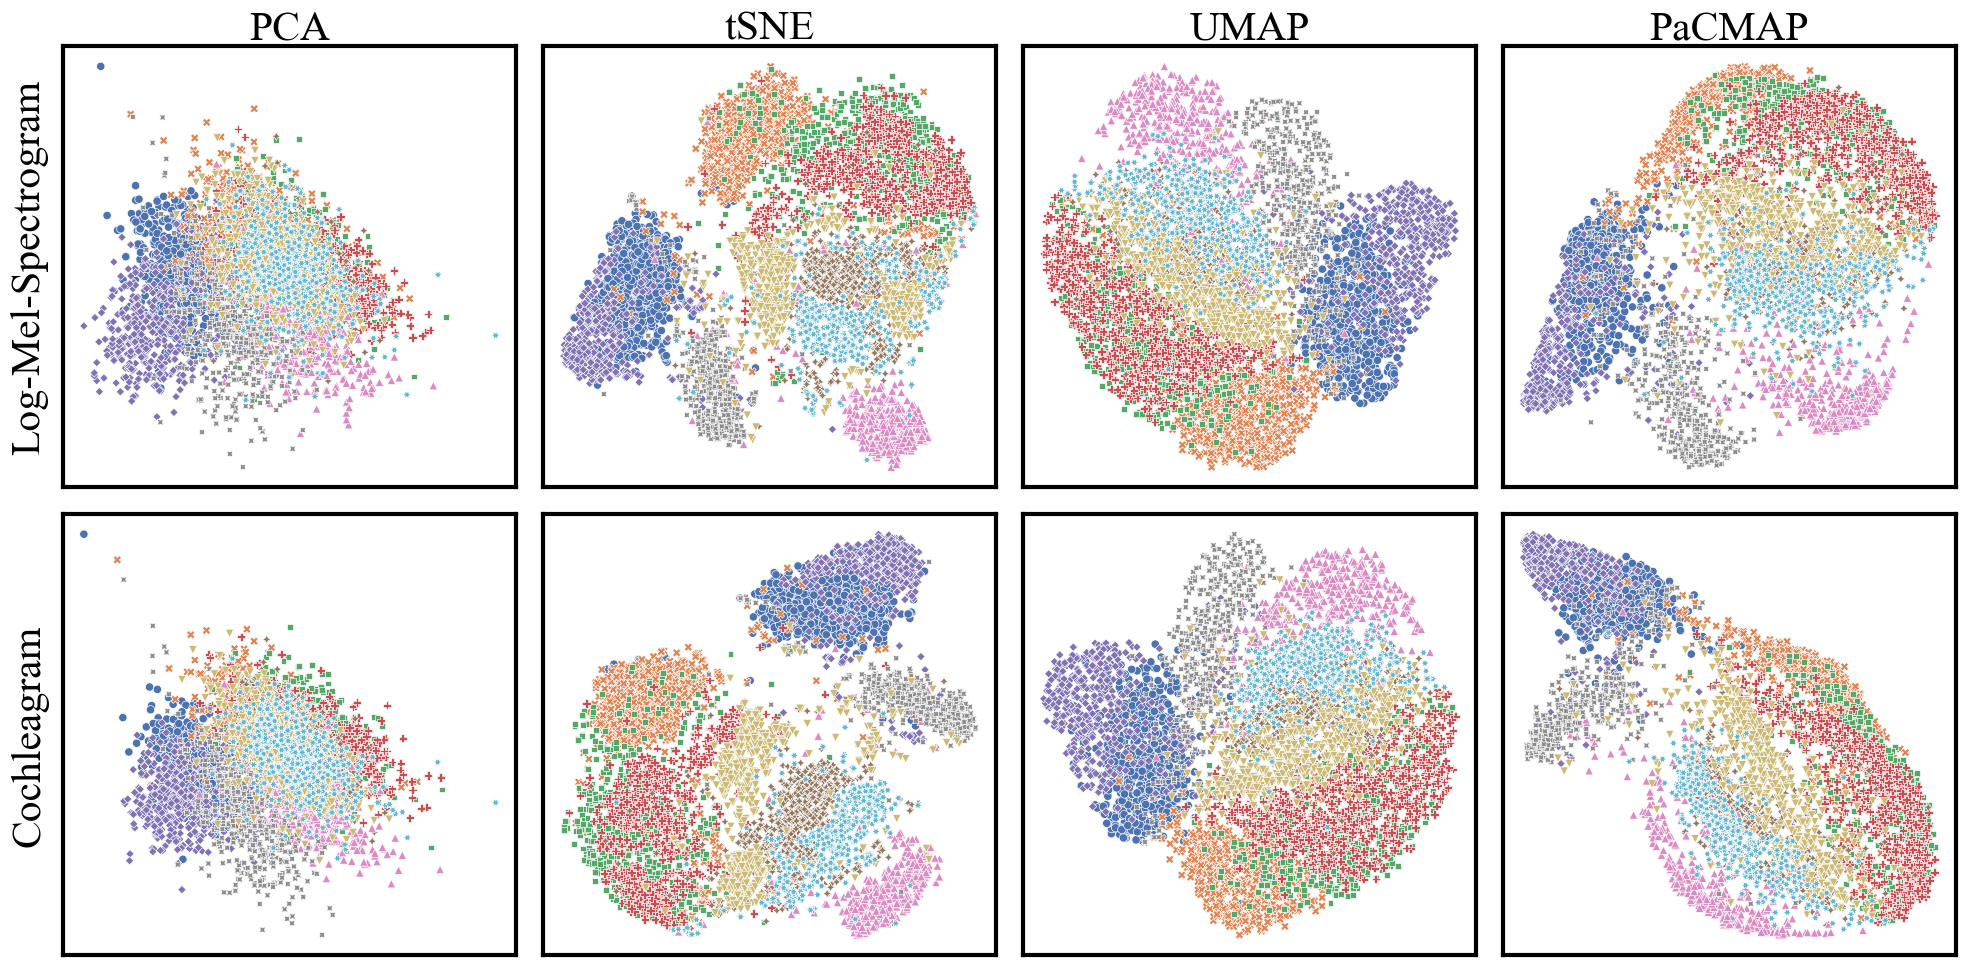 PCA
tSNE
UMAP
PaCMAP
Log-Mel-Spectrogram
Cochleagram